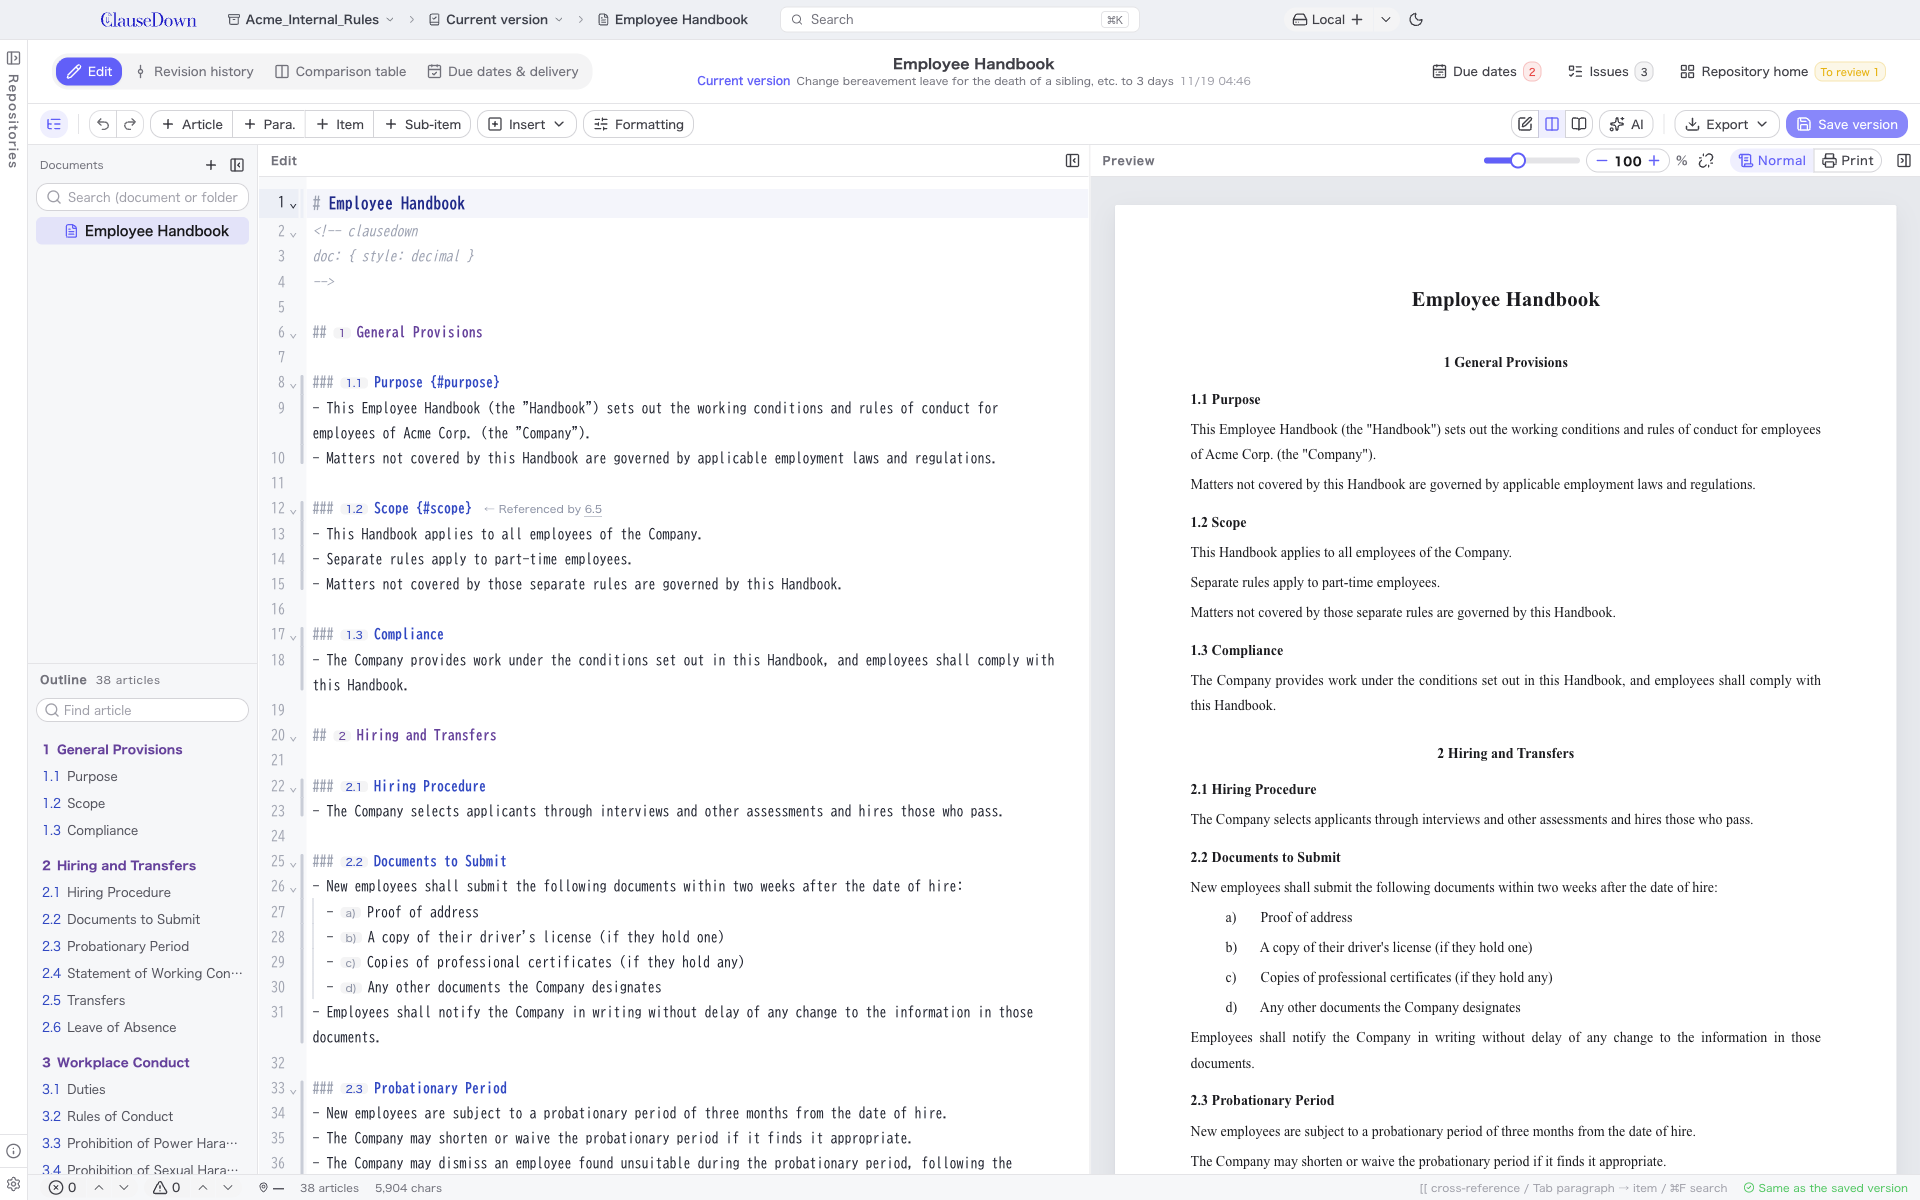 ClauseDown
Acme_Internal_Rules
Current version
Employee Handbook
Search
⌘K
Local
Repositories
Edit
Revision history
Comparison table
Due dates & delivery
Employee Handbook
Current version Change bereavement leave for the death of a sibling, etc. to 3 days 11/19 04:46
Due dates 2
Issues 3
Repository home To review 1
+ Article
+ Para.
+ Item
+ Sub-item
Insert
Formatting
AI
Export
Save version
Documents
Search (document or folder
Employee Handbook
Outline 38 articles
Find article
1 General Provisions
1.1 Purpose
1.2 Scope
1.3 Compliance
2 Hiring and Transfers
2.1 Hiring Procedure
2.2 Documents to Submit
2.3 Probationary Period
2.4 Statement of Working Con···
2.5 Transfers
2.6 Leave of Absence
3 Workplace Conduct
3.1 Duties
3.2 Rules of Conduct
3.3 Prohibition of Power Hara···
3.4 Prohibition of Sexual Hara···
Edit
1 # Employee Handbook
2 <!-- clausedown
3 doc: { style: decimal }
4 -->
5
6 ## 1 General Provisions
7
8 ### 1.1 Purpose {#purpose}
9 - This Employee Handbook (the "Handbook") sets out the working conditions and rules of conduct for
employees of Acme Corp. (the "Company").
10 - Matters not covered by this Handbook are governed by applicable employment laws and regulations.
11
12 ### 1.2 Scope {#scope} ← Referenced by 6.5
13 - This Handbook applies to all employees of the Company.
14 - Separate rules apply to part-time employees.
15 - Matters not covered by those separate rules are governed by this Handbook.
16
17 ### 1.3 Compliance
18 - The Company provides work under the conditions set out in this Handbook, and employees shall comply with
this Handbook.
19
20 ## 2 Hiring and Transfers
21
22 ### 2.1 Hiring Procedure
23 - The Company selects applicants through interviews and other assessments and hires those who pass.
24
25 ### 2.2 Documents to Submit
26 - New employees shall submit the following documents within two weeks after the date of hire:
27 - a) Proof of address
28 - b) A copy of their driver's license (if they hold one)
29 - c) Copies of professional certificates (if they hold any)
30 - d) Any other documents the Company designates
31 - Employees shall notify the Company in writing without delay of any change to the information in those
documents.
32
33 ### 2.3 Probationary Period
34 - New employees are subject to a probationary period of three months from the date of hire.
35 - The Company may shorten or waive the probationary period if it finds it appropriate.
36 - The Company may dismiss an employee found unsuitable during the probationary period, following the
Preview
− 100 + %
Normal
Print
Employee Handbook
1 General Provisions
1.1 Purpose
This Employee Handbook (the "Handbook") sets out the working conditions and rules of conduct for employees
of Acme Corp. (the "Company").
Matters not covered by this Handbook are governed by applicable employment laws and regulations.
1.2 Scope
This Handbook applies to all employees of the Company.
Separate rules apply to part-time employees.
Matters not covered by those separate rules are governed by this Handbook.
1.3 Compliance
The Company provides work under the conditions set out in this Handbook, and employees shall comply with
this Handbook.
2 Hiring and Transfers
2.1 Hiring Procedure
The Company selects applicants through interviews and other assessments and hires those who pass.
2.2 Documents to Submit
New employees shall submit the following documents within two weeks after the date of hire:
a) Proof of address
b) A copy of their driver's license (if they hold one)
c) Copies of professional certificates (if they hold any)
d) Any other documents the Company designates
Employees shall notify the Company in writing without delay of any change to the information in those
documents.
2.3 Probationary Period
New employees are subject to a probationary period of three months from the date of hire.
The Company may shorten or waive the probationary period if it finds it appropriate.
0
0
—
38 articles 5,904 chars
[[ cross-reference / Tab paragraph → item / ⌘F search
Same as the saved version